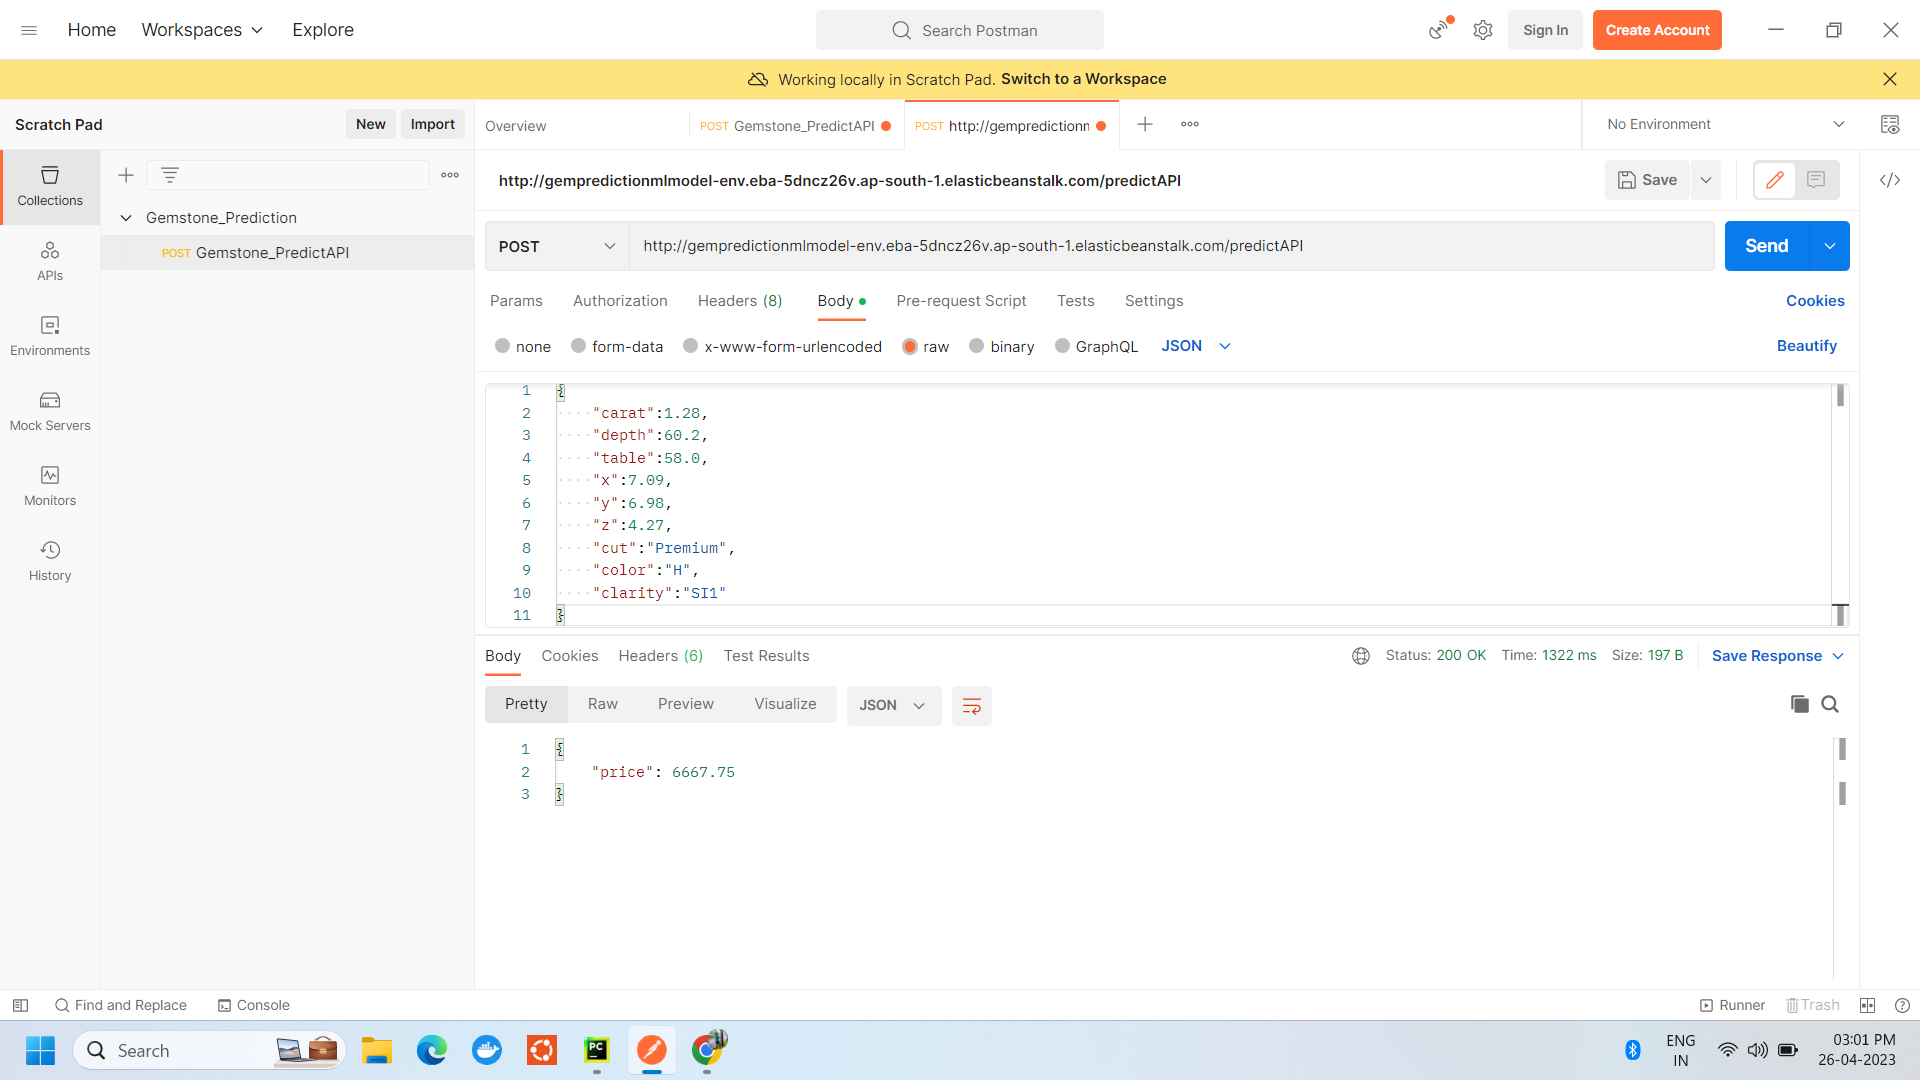 Home Workspaces Explore Search Postman Sign In Create Account
Working locally in Scratch Pad. Switch to a Workspace
Scratch Pad New Import Overview POST Gemstone_PredictAPI POST http://gempredictionn No Environment
http://gempredictionmlmodel-env.eba-5dncz26v.ap-south-1.elasticbeanstalk.com/predictAPI Save
Collections
APIs
Environments
Mock Servers
Monitors
History
Gemstone_Prediction
POST Gemstone_PredictAPI
POST http://gempredictionmlmodel-env.eba-5dncz26v.ap-south-1.elasticbeanstalk.com/predictAPI Send
Params Authorization Headers (8) Body Pre-request Script Tests Settings Cookies
none form-data x-www-form-urlencoded raw binary GraphQL JSON Beautify
1 {
2 "carat":1.28,
3 "depth":60.2,
4 "table":58.0,
5 "x":7.09,
6 "y":6.98,
7 "z":4.27,
8 "cut":"Premium",
9 "color":"H",
10 "clarity":"SI1"
11 }
Body Cookies Headers (6) Test Results Status: 200 OK Time: 1322 ms Size: 197 B Save Response
Pretty Raw Preview Visualize JSON
1 {
2 "price": 6667.75
3 }
Find and Replace Console Runner Trash
Search PC ENG 03:01 PM
IN 26-04-2023